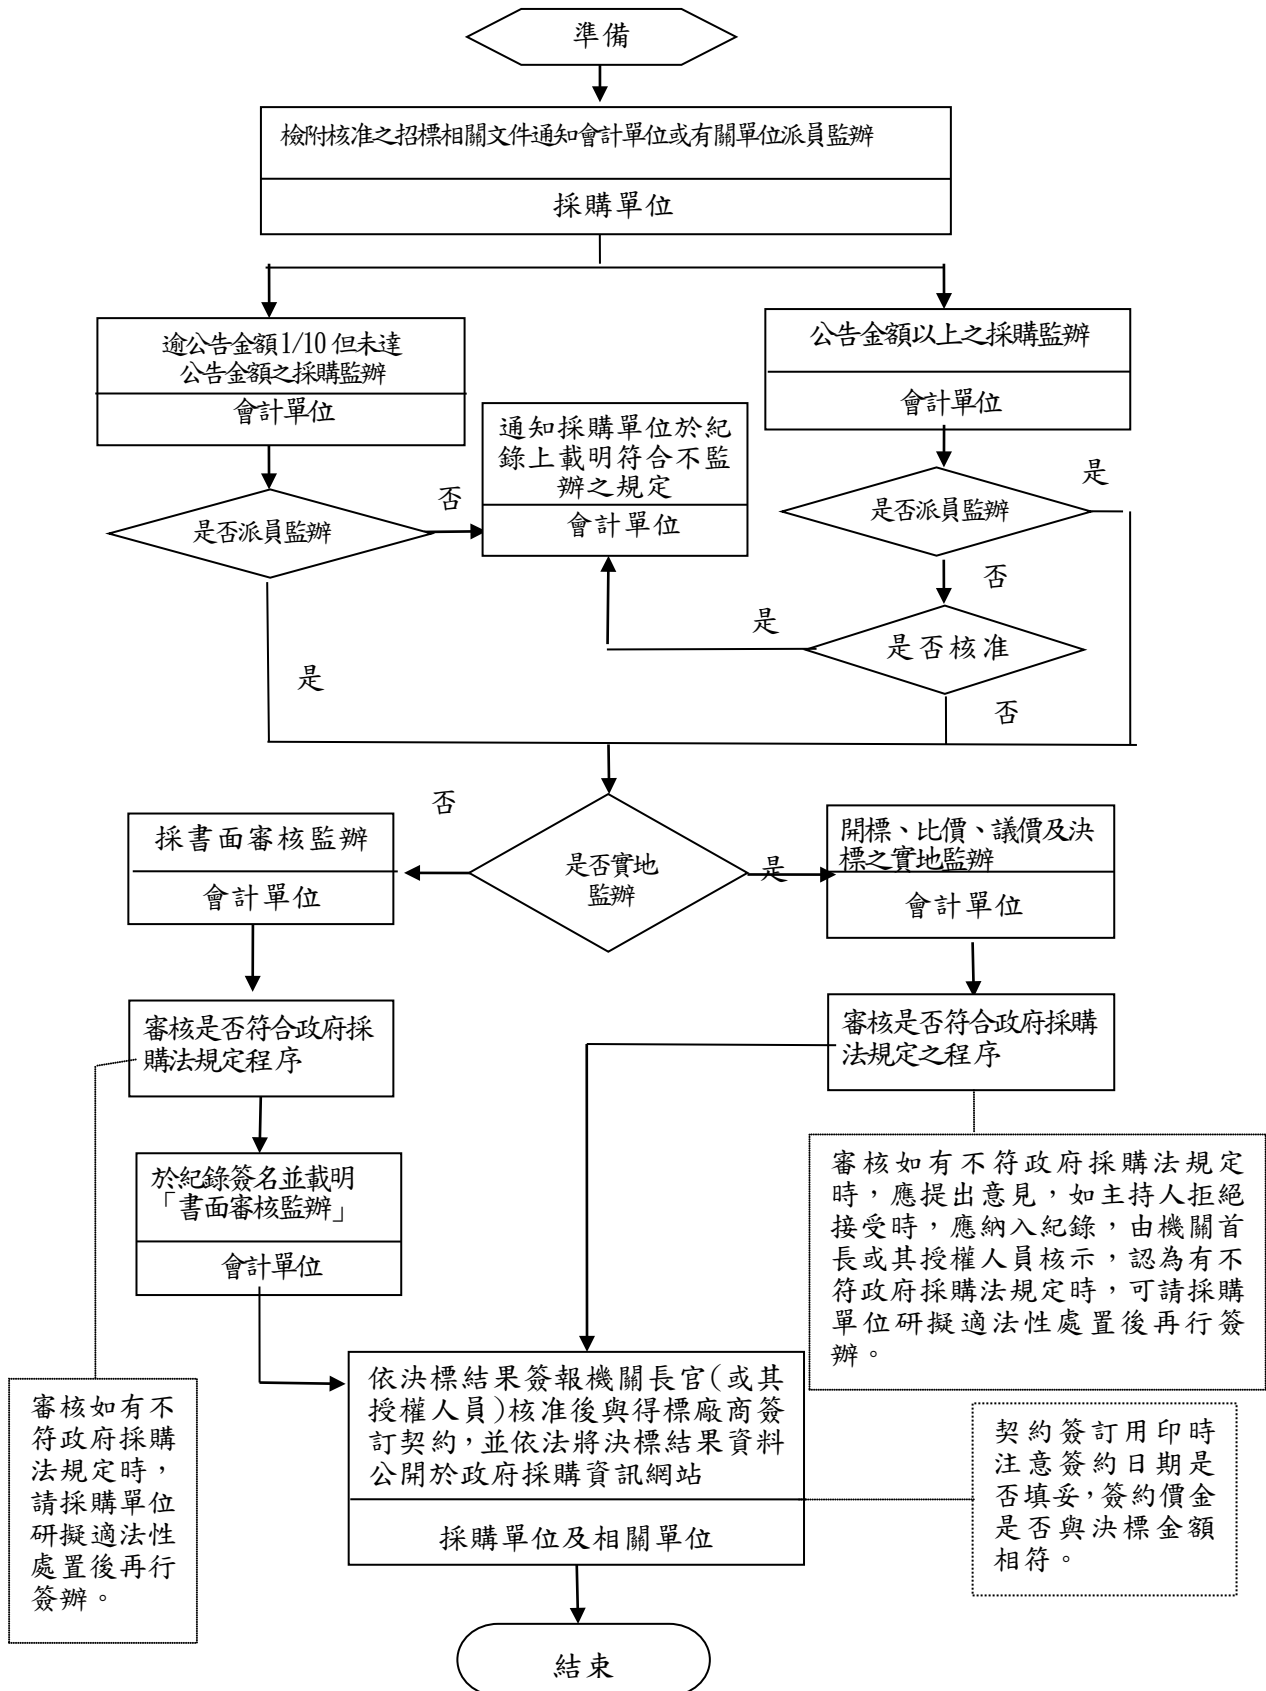 準備
檢附核准之招標相關文件通知會計單位或有關單位派員監辦
採購單位
逾公告金額1/10但未達
公告金額之採購監辦
會計單位
公告金額以上之採購監辦
會計單位
通知採購單位於紀
錄上載明符合不監
辦之規定
會計單位
是否派員監辦
否
是
是否派員監辦
是
否
是否核准
是
否
是否實地
監辦
否
是
採書面審核監辦
會計單位
開標、比價、議價及決
標之實地監辦
會計單位
審核是否符合政府採
購法規定程序
審核是否符合政府採購
法規定之程序
於紀錄簽名並載明
「書面審核監辦」
會計單位
審核如有不符政府採購法規定
時，應提出意見，如主持人拒絕
接受時，應納入紀錄，由機關首
長或其授權人員核示，認為有不
符政府採購法規定時，可請採購
單位研擬適法性處置後再行簽
辦。
審核如有不
符政府採購
法規定時，
請採購單位
研擬適法性
處置後再行
簽辦。
依決標結果簽報機關長官(或其
授權人員)核准後與得標廠商簽
訂契約，並依法將決標結果資料
公開於政府採購資訊網站
採購單位及相關單位
契約簽訂用印時
注意簽約日期是
否填妥，簽約價金
是否與決標金額
相符。
結束